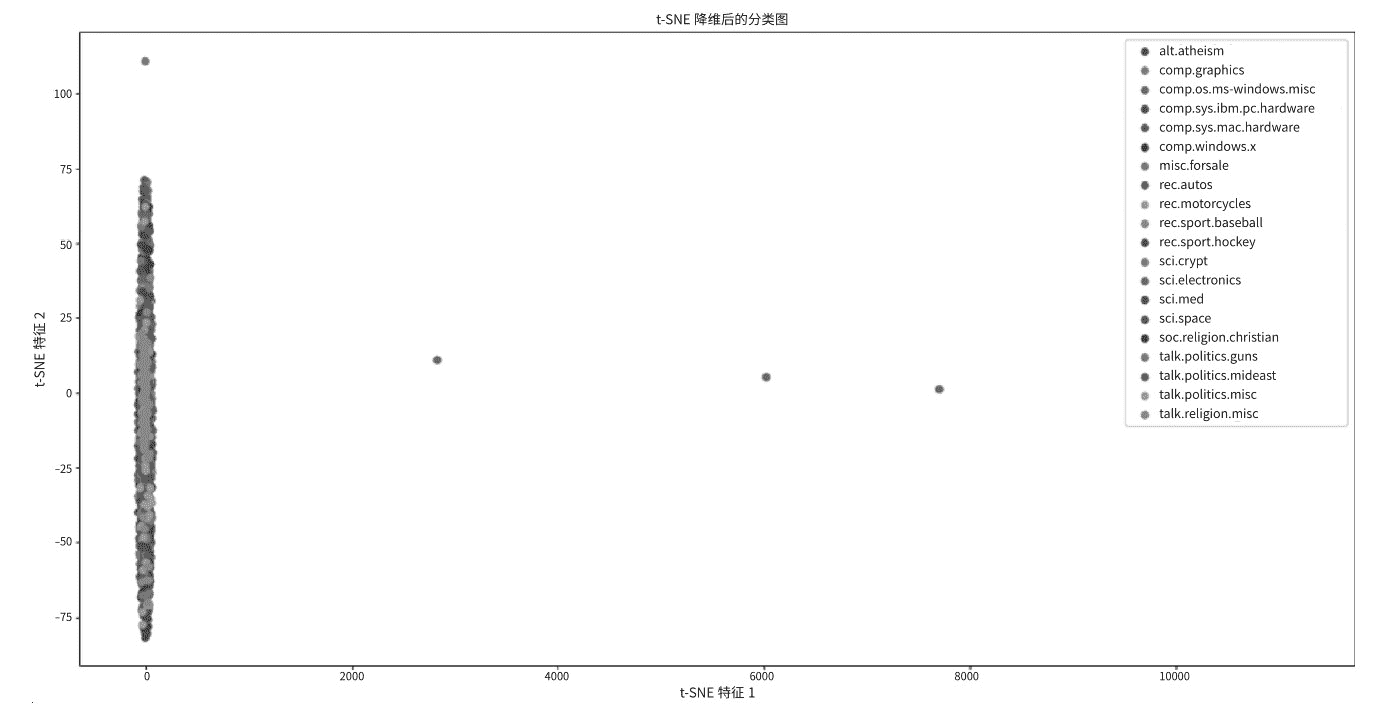 t-SNE 降维后的分类图
alt.atheism
comp.graphics
comp.os.ms-windows.misc
comp.sys.ibm.pc.hardware
comp.sys.mac.hardware
comp.windows.x
misc.forsale
rec.autos
rec.motorcycles
rec.sport.baseball
rec.sport.hockey
sci.crypt
sci.electronics
sci.med
sci.space
soc.religion.christian
talk.politics.guns
talk.politics.mideast
talk.politics.misc
talk.religion.misc
t-SNE 特征 2
100
75
50
25
0
−25
−50
−75
0 2000 4000 6000 8000 10000
t-SNE 特征 1